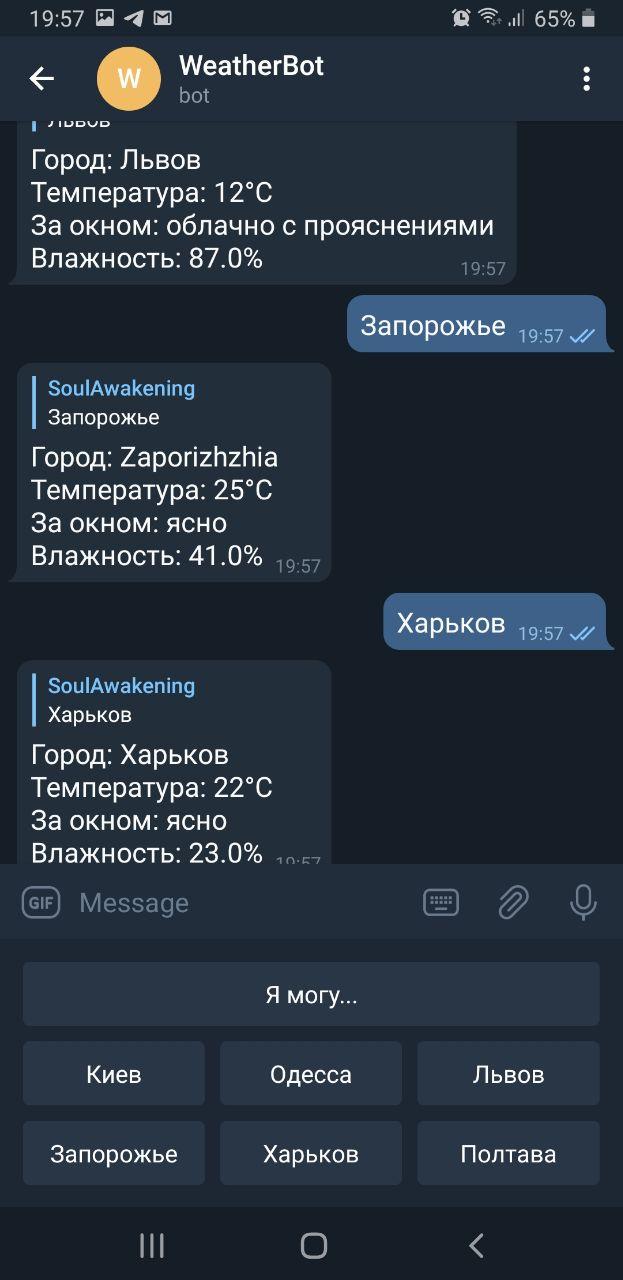 19:57
65%
W
WeatherBot
bot
Львов
Город: Львов
Температура: 12°C
За окном: облачно с прояснениями
Влажность: 87.0%
19:57
Запорожье
19:57
SoulAwakening
Запорожье
Город: Zaporizhzhia
Температура: 25°C
За окном: ясно
Влажность: 41.0%
19:57
Харьков
19:57
SoulAwakening
Харьков
Город: Харьков
Температура: 22°C
За окном: ясно
Влажность: 23.0%
19:57
GIF
Message
Я могу...
Киев
Одесса
Львов
Запорожье
Харьков
Полтава